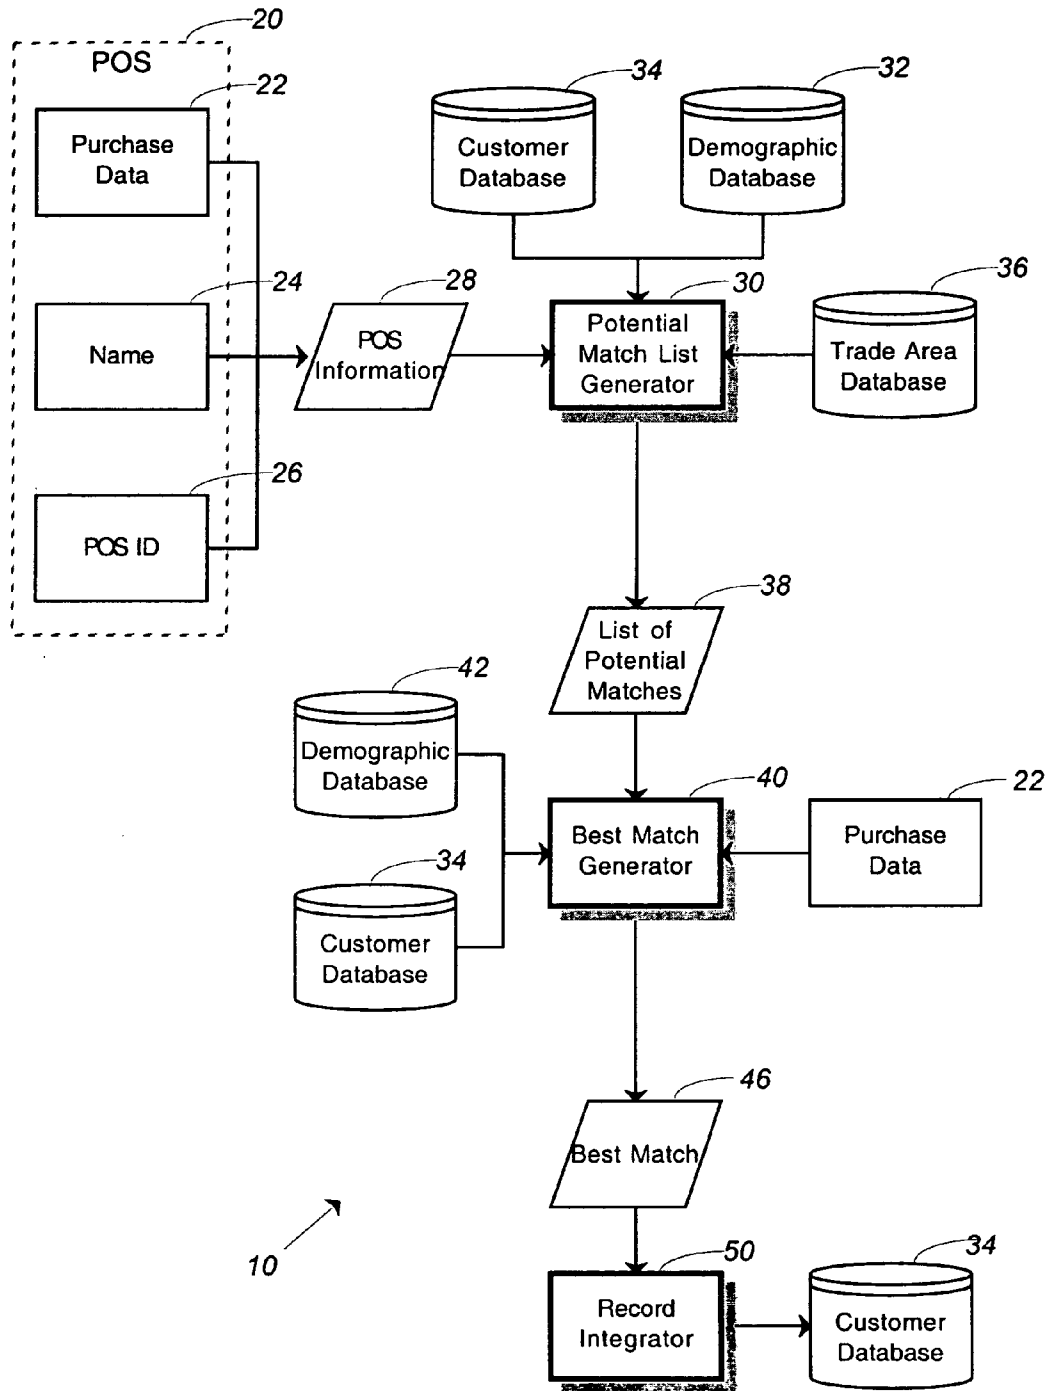 20
POS
22
Purchase
Data
34
Customer
Database
32
Demographic
Database
24
Name
28
POS
Information
30
Potential
Match List
Generator
36
Trade Area
Database
26
POS ID
38
List of
Potential
Matches
42
Demographic
Database
40
Best Match
Generator
22
Purchase
Data
34
Customer
Database
46
Best Match
10
50
Record
Integrator
34
Customer
Database